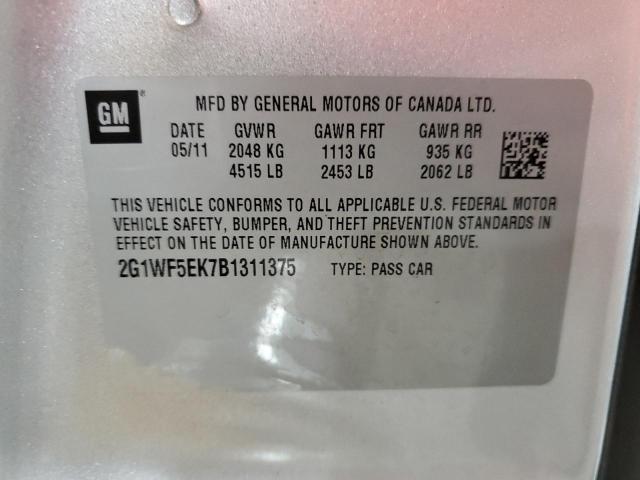 GM ®
MFD BY GENERAL MOTORS OF CANADA LTD.
DATE GVWR GAWR FRT GAWR RR
05/11 2048 KG 1113 KG 935 KG
4515 LB 2453 LB 2062 LB
THIS VEHICLE CONFORMS TO ALL APPLICABLE U.S. FEDERAL MOTOR
VEHICLE SAFETY, BUMPER, AND THEFT PREVENTION STANDARDS IN
EFFECT ON THE DATE OF MANUFACTURE SHOWN ABOVE.
2G1WF5EK7B1311375 TYPE: PASS CAR